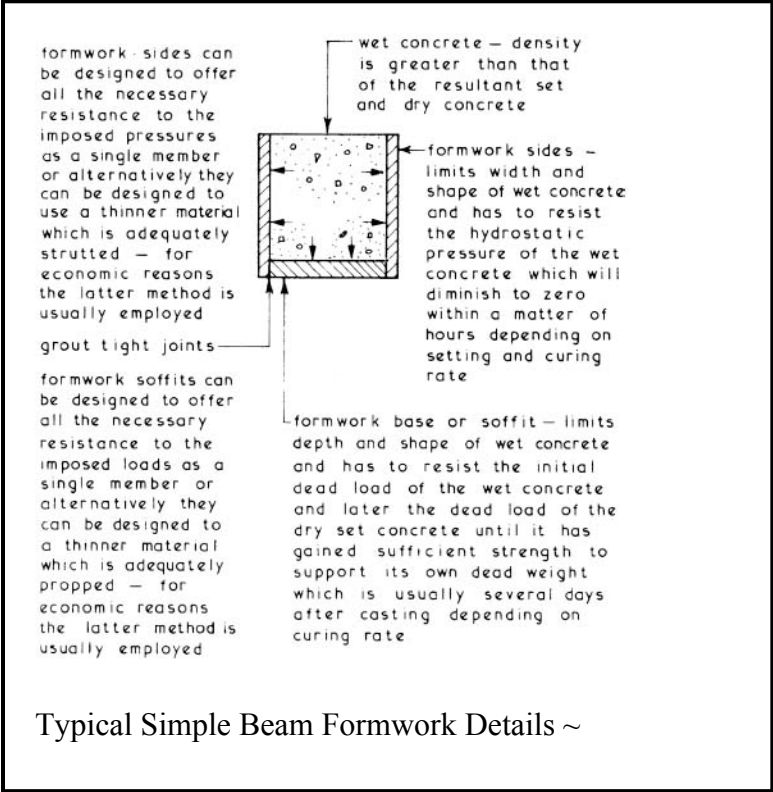 formwork sides can
be designed to offer
all the necessary
resistance to the
imposed pressures
as a single member
or alternatively they
can be designed to
use a thinner material
which is adequately
strutted – for
economic reasons
the latter method is
usually employed
grout tight joints
formwork soffits can
be designed to offer
all the necessary
resistance to the
imposed loads as a
single member or
alternatively they
can be designed to
a thinner material
which is adequately
propped – for
economic reasons
the latter method is
usually employed
wet concrete – density
is greater than that
of the resultant set
and dry concrete
formwork sides –
limits width and
shape of wet concrete
and has to resist
the hydrostatic
pressure of the wet
concrete which will
diminish to zero
within a matter of
hours depending on
setting and curing
rate
formwork base or soffit – limits
depth and shape of wet concrete
and has to resist the initial
dead load of the wet concrete
and later the dead load of the
dry set concrete until it has
gained sufficient strength to
support its own dead weight
which is usually several days
after casting depending on
curing rate
Typical Simple Beam Formwork Details ~